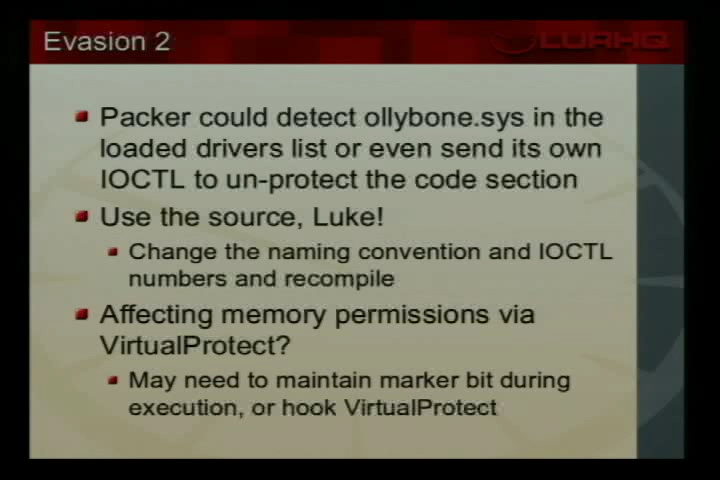 Evasion 2
LURHQ
Packer could detect ollybone.sys in the
loaded drivers list or even send its own
IOCTL to un-protect the code section
Use the source, Luke!
Change the naming convention and IOCTL
numbers and recompile
Affecting memory permissions via
VirtualProtect?
May need to maintain marker bit during
execution, or hook VirtualProtect